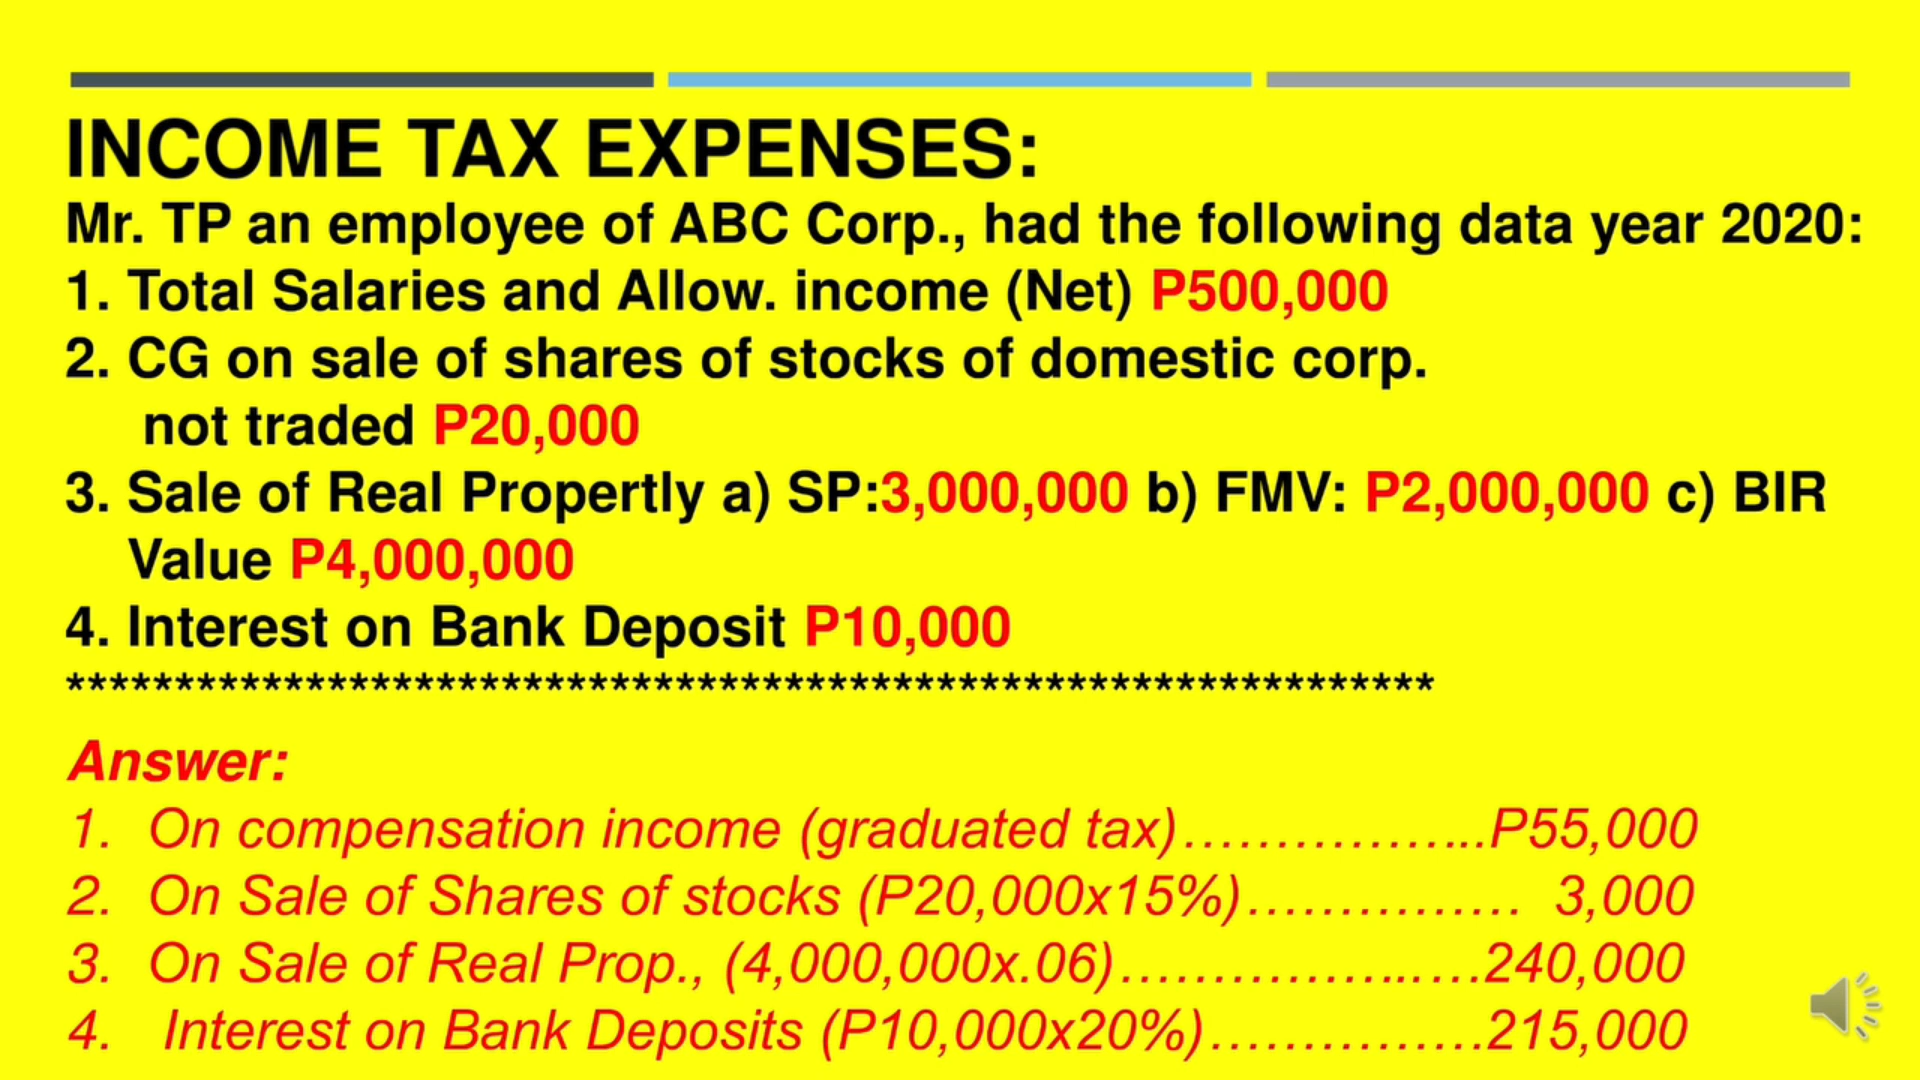 INCOME TAX EXPENSES:
Mr. TP an employee of ABC Corp., had the following data year 2020:
1. Total Salaries and Allow. income (Net) P500,000
2. CG on sale of shares of stocks of domestic corp.
not traded P20,000
3. Sale of Real Propertly a) SP:3,000,000 b) FMV: P2,000,000 c) BIR
Value P4,000,000
4. Interest on Bank Deposit P10,000
***************************************************************
Answer:
1. On compensation income (graduated tax)……………..P55,000
2. On Sale of Shares of stocks (P20,000x15%)…………… 3,000
3. On Sale of Real Prop., (4,000,000x.06)……………..….240,000
4. Interest on Bank Deposits (P10,000x20%)……………215,000